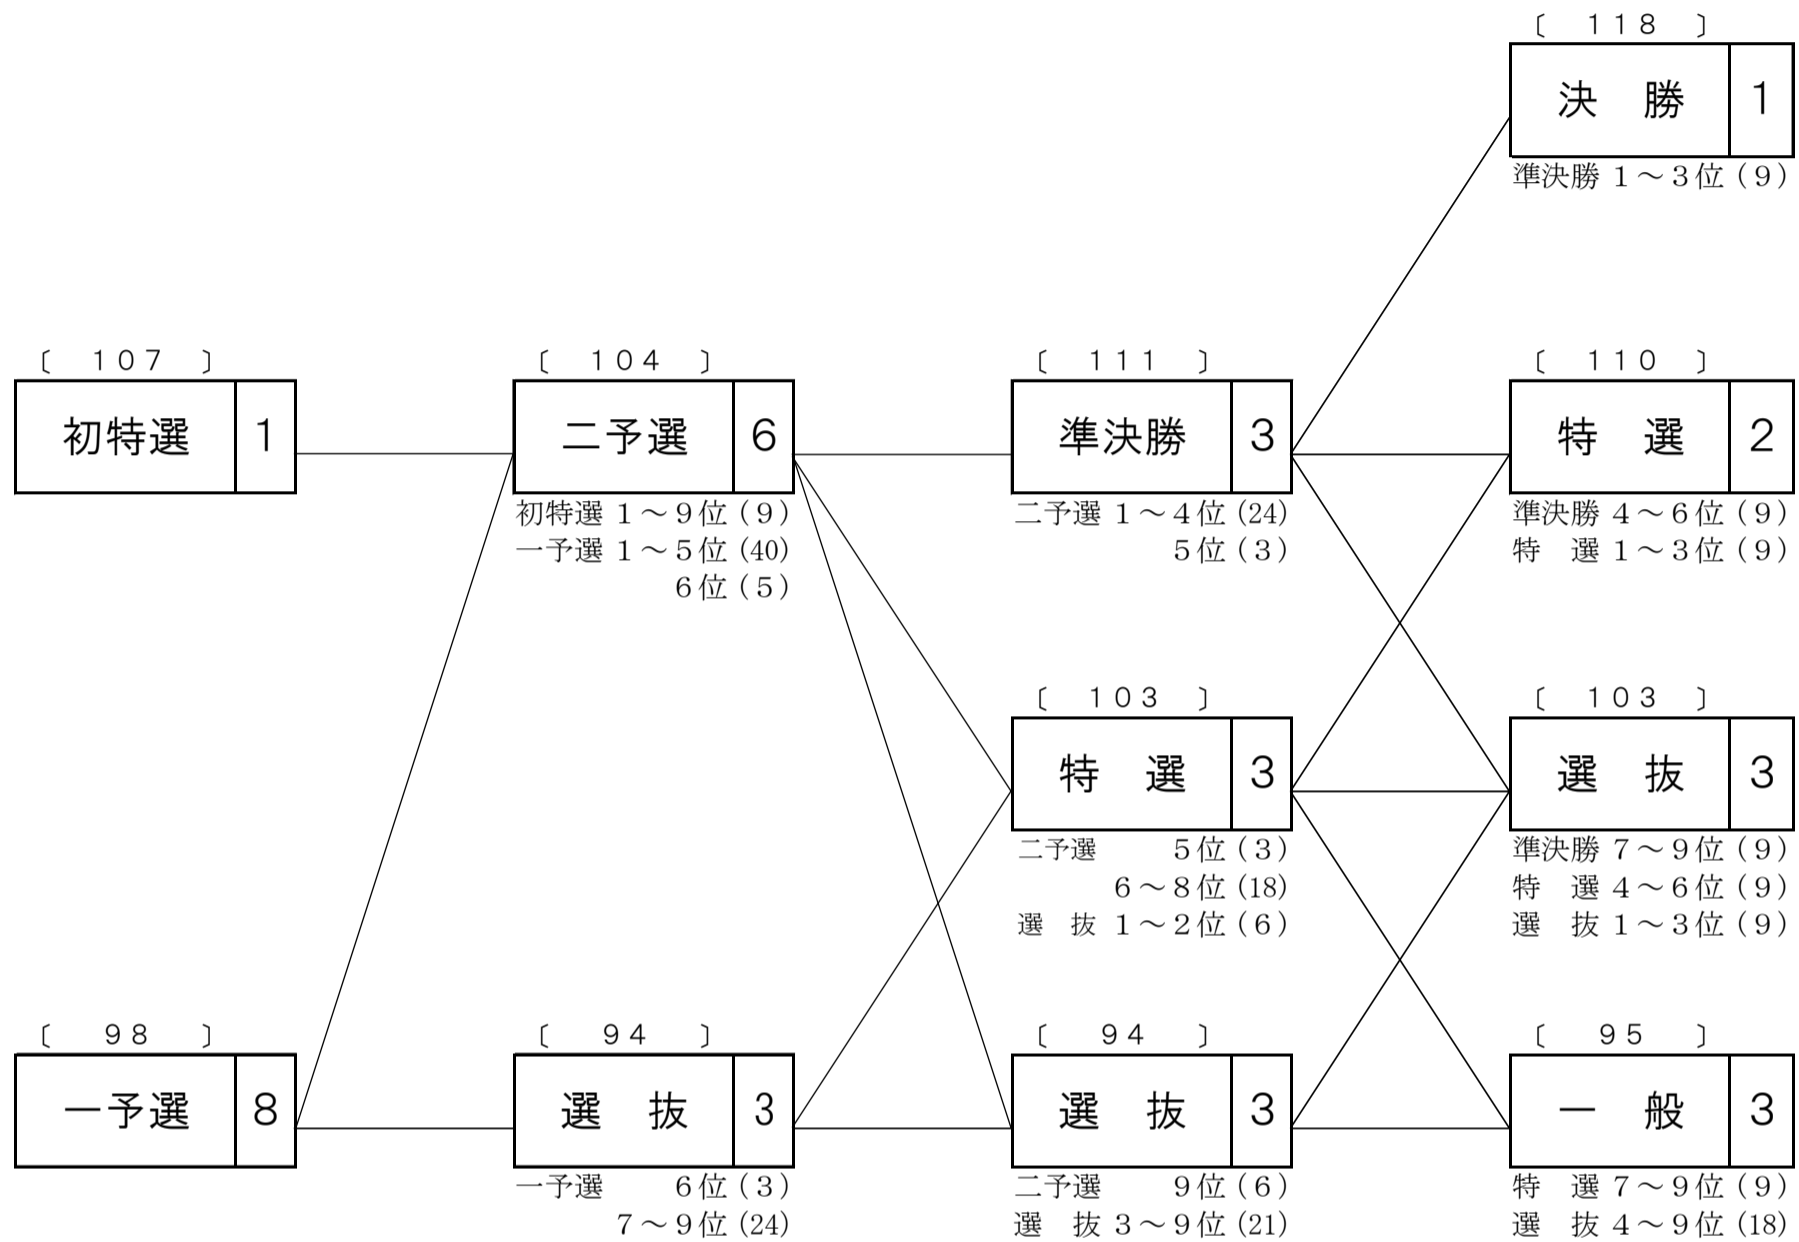 〔 １１８ 〕
決　勝 1
準決勝 １～３位（９）
〔 １０７ 〕
初特選 1
〔 １０４ 〕
二予選 6
初特選 １～９位（９）
一予選 １～５位（40）
６位（５）
〔 １１１ 〕
準決勝 3
二予選 １～４位（24）
５位（３）
〔 １１０ 〕
特　選 2
準決勝 ４～６位（９）
特　選 １～３位（９）
〔 １０３ 〕
特　選 3
二予選 ５位（３）
６～８位（18）
選　抜 １～２位（６）
〔 １０３ 〕
選　抜 3
準決勝 ７～９位（９）
特　選 ４～６位（９）
選　抜 １～３位（９）
〔 ９８ 〕
一予選 8
〔 ９４ 〕
選　抜 3
一予選 ６位（３）
７～９位（24）
〔 ９４ 〕
選　抜 3
二予選 ９位（６）
選　抜 ３～９位（21）
〔 ９５ 〕
一　般 3
特　選 ７～９位（９）
選　抜 ４～９位（18）